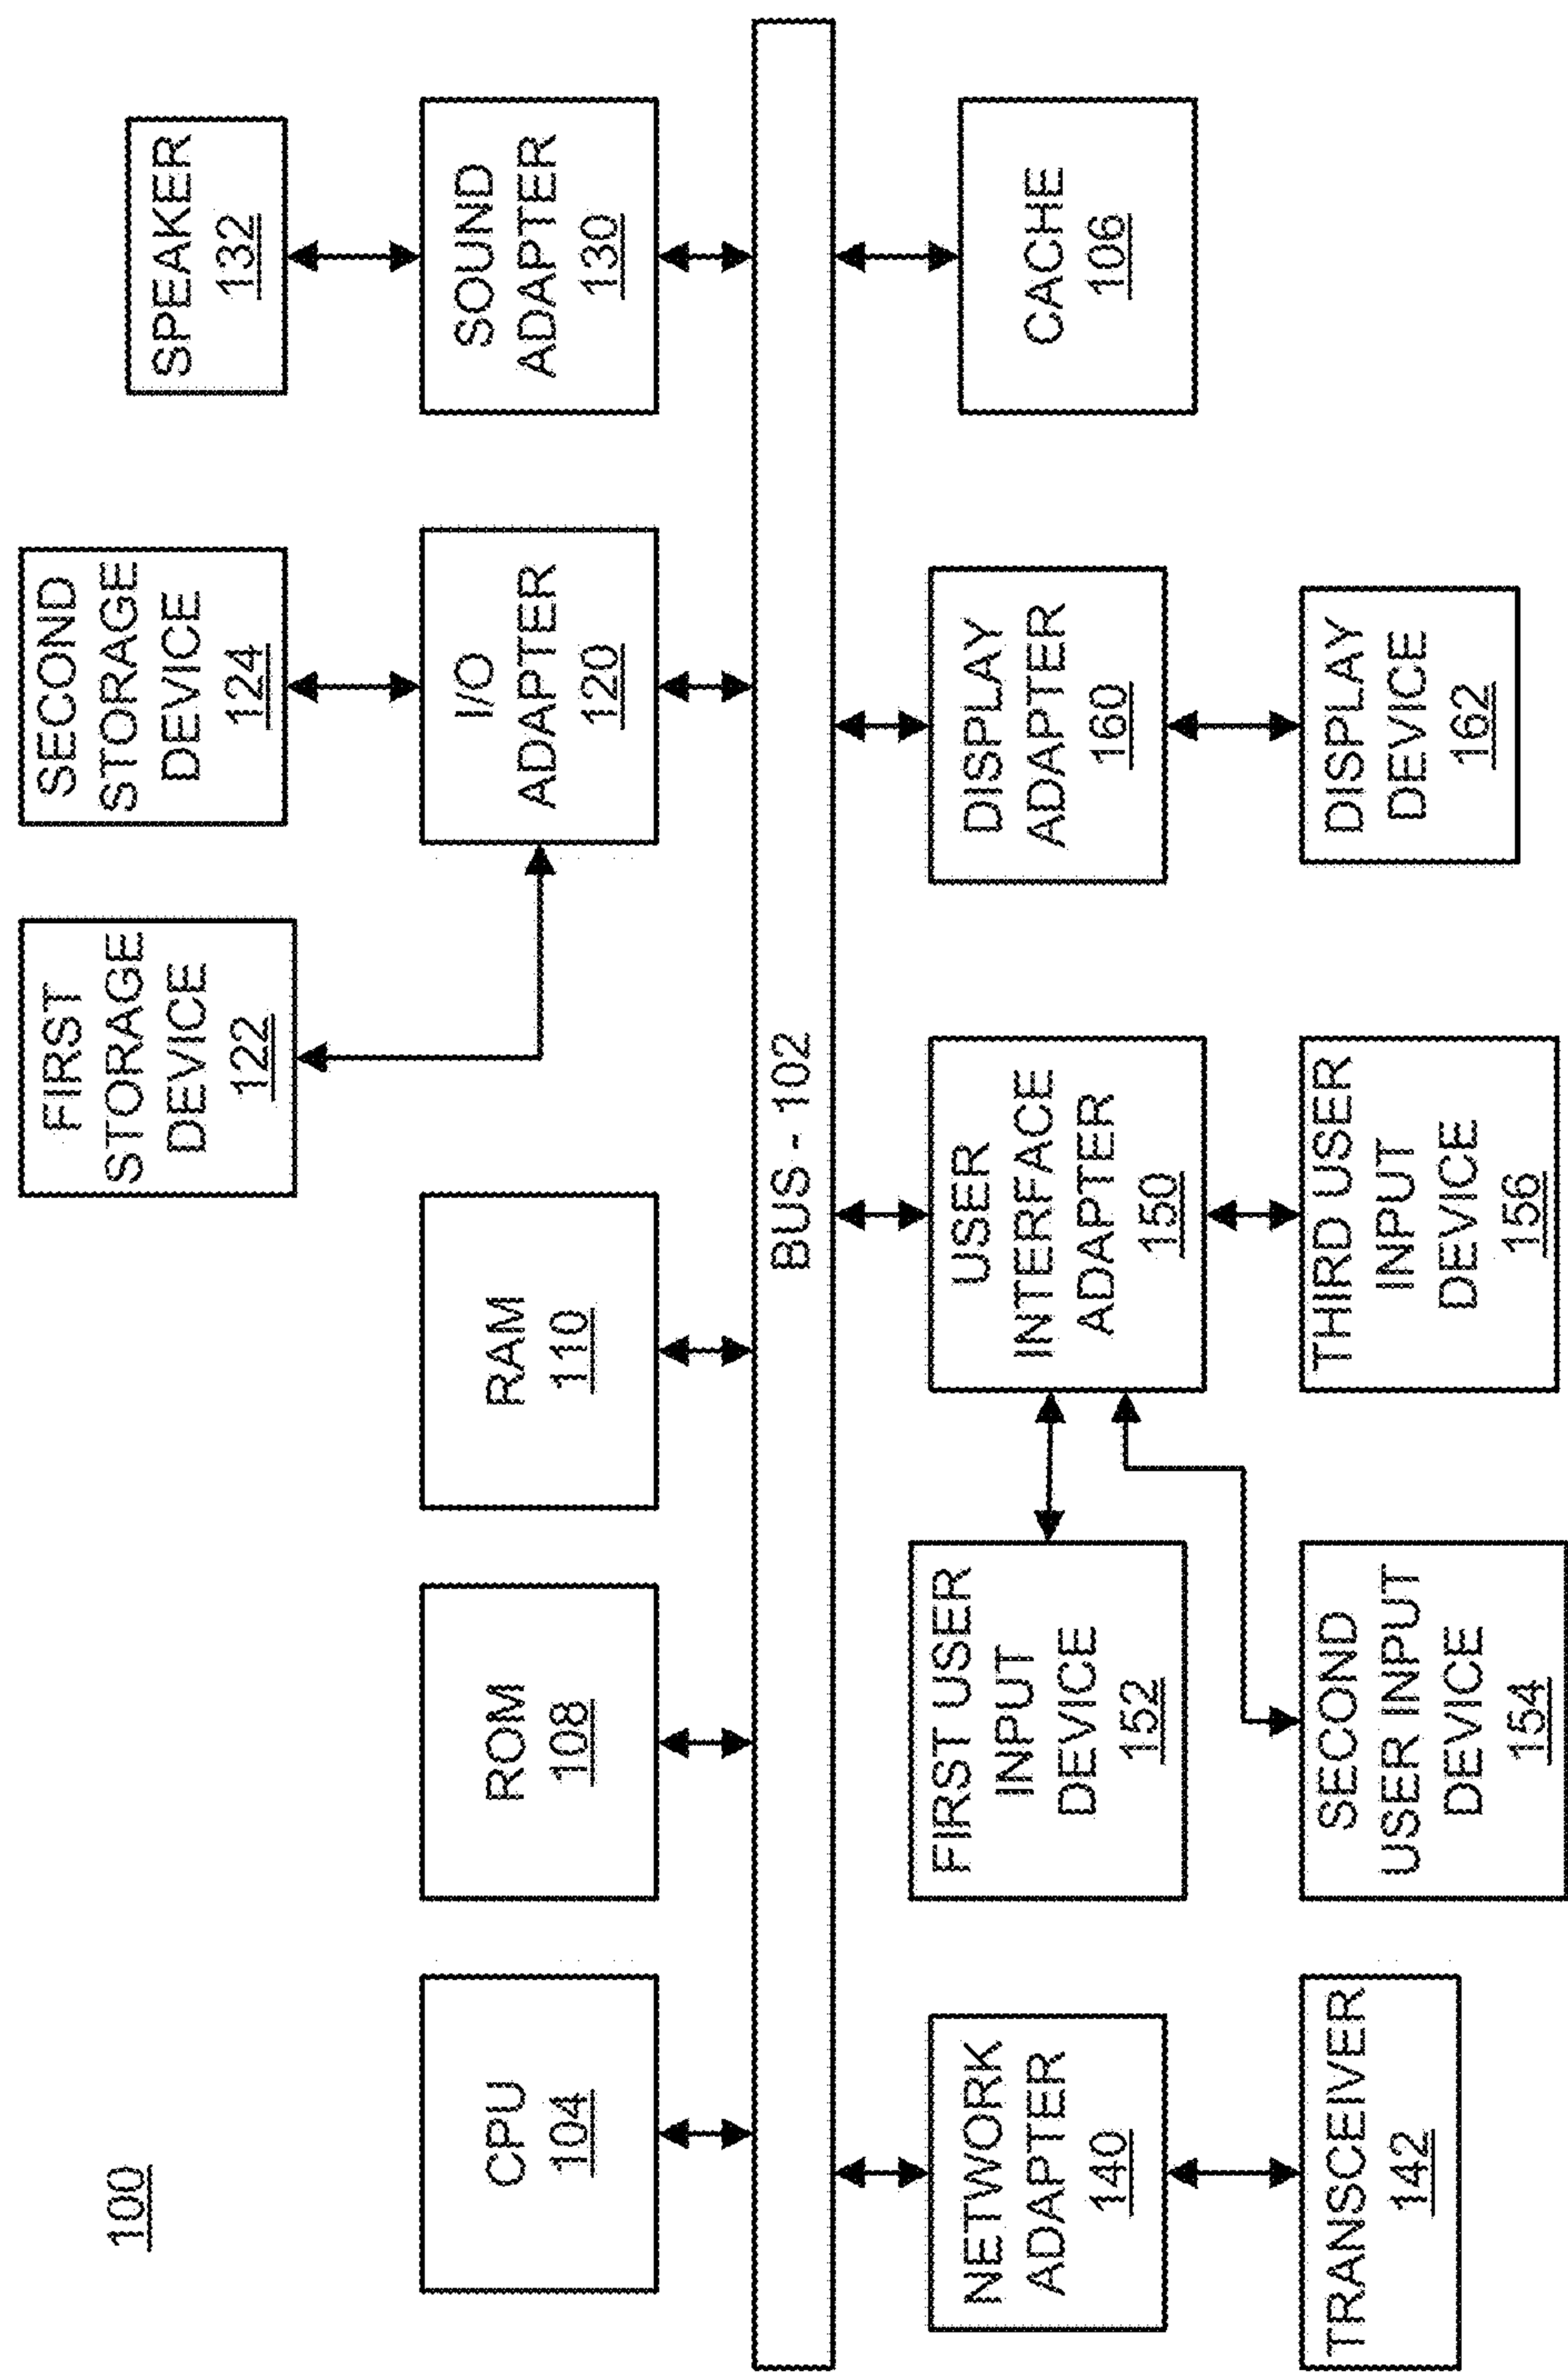 100
FIRST
STORAGE
DEVICE
122
SECOND
STORAGE
DEVICE
124
SPEAKER
132
CPU
104
ROM
108
RAM
110
I/O
ADAPTER
120
SOUND
ADAPTER
130
BUS - 102
NETWORK
ADAPTER
140
FIRST USER
INPUT
DEVICE
152
USER
INTERFACE
ADAPTER
150
DISPLAY
ADAPTER
160
CACHE
106
TRANSCEIVER
142
SECOND
USER INPUT
DEVICE
154
THIRD USER
INPUT
DEVICE
156
DISPLAY
DEVICE
162